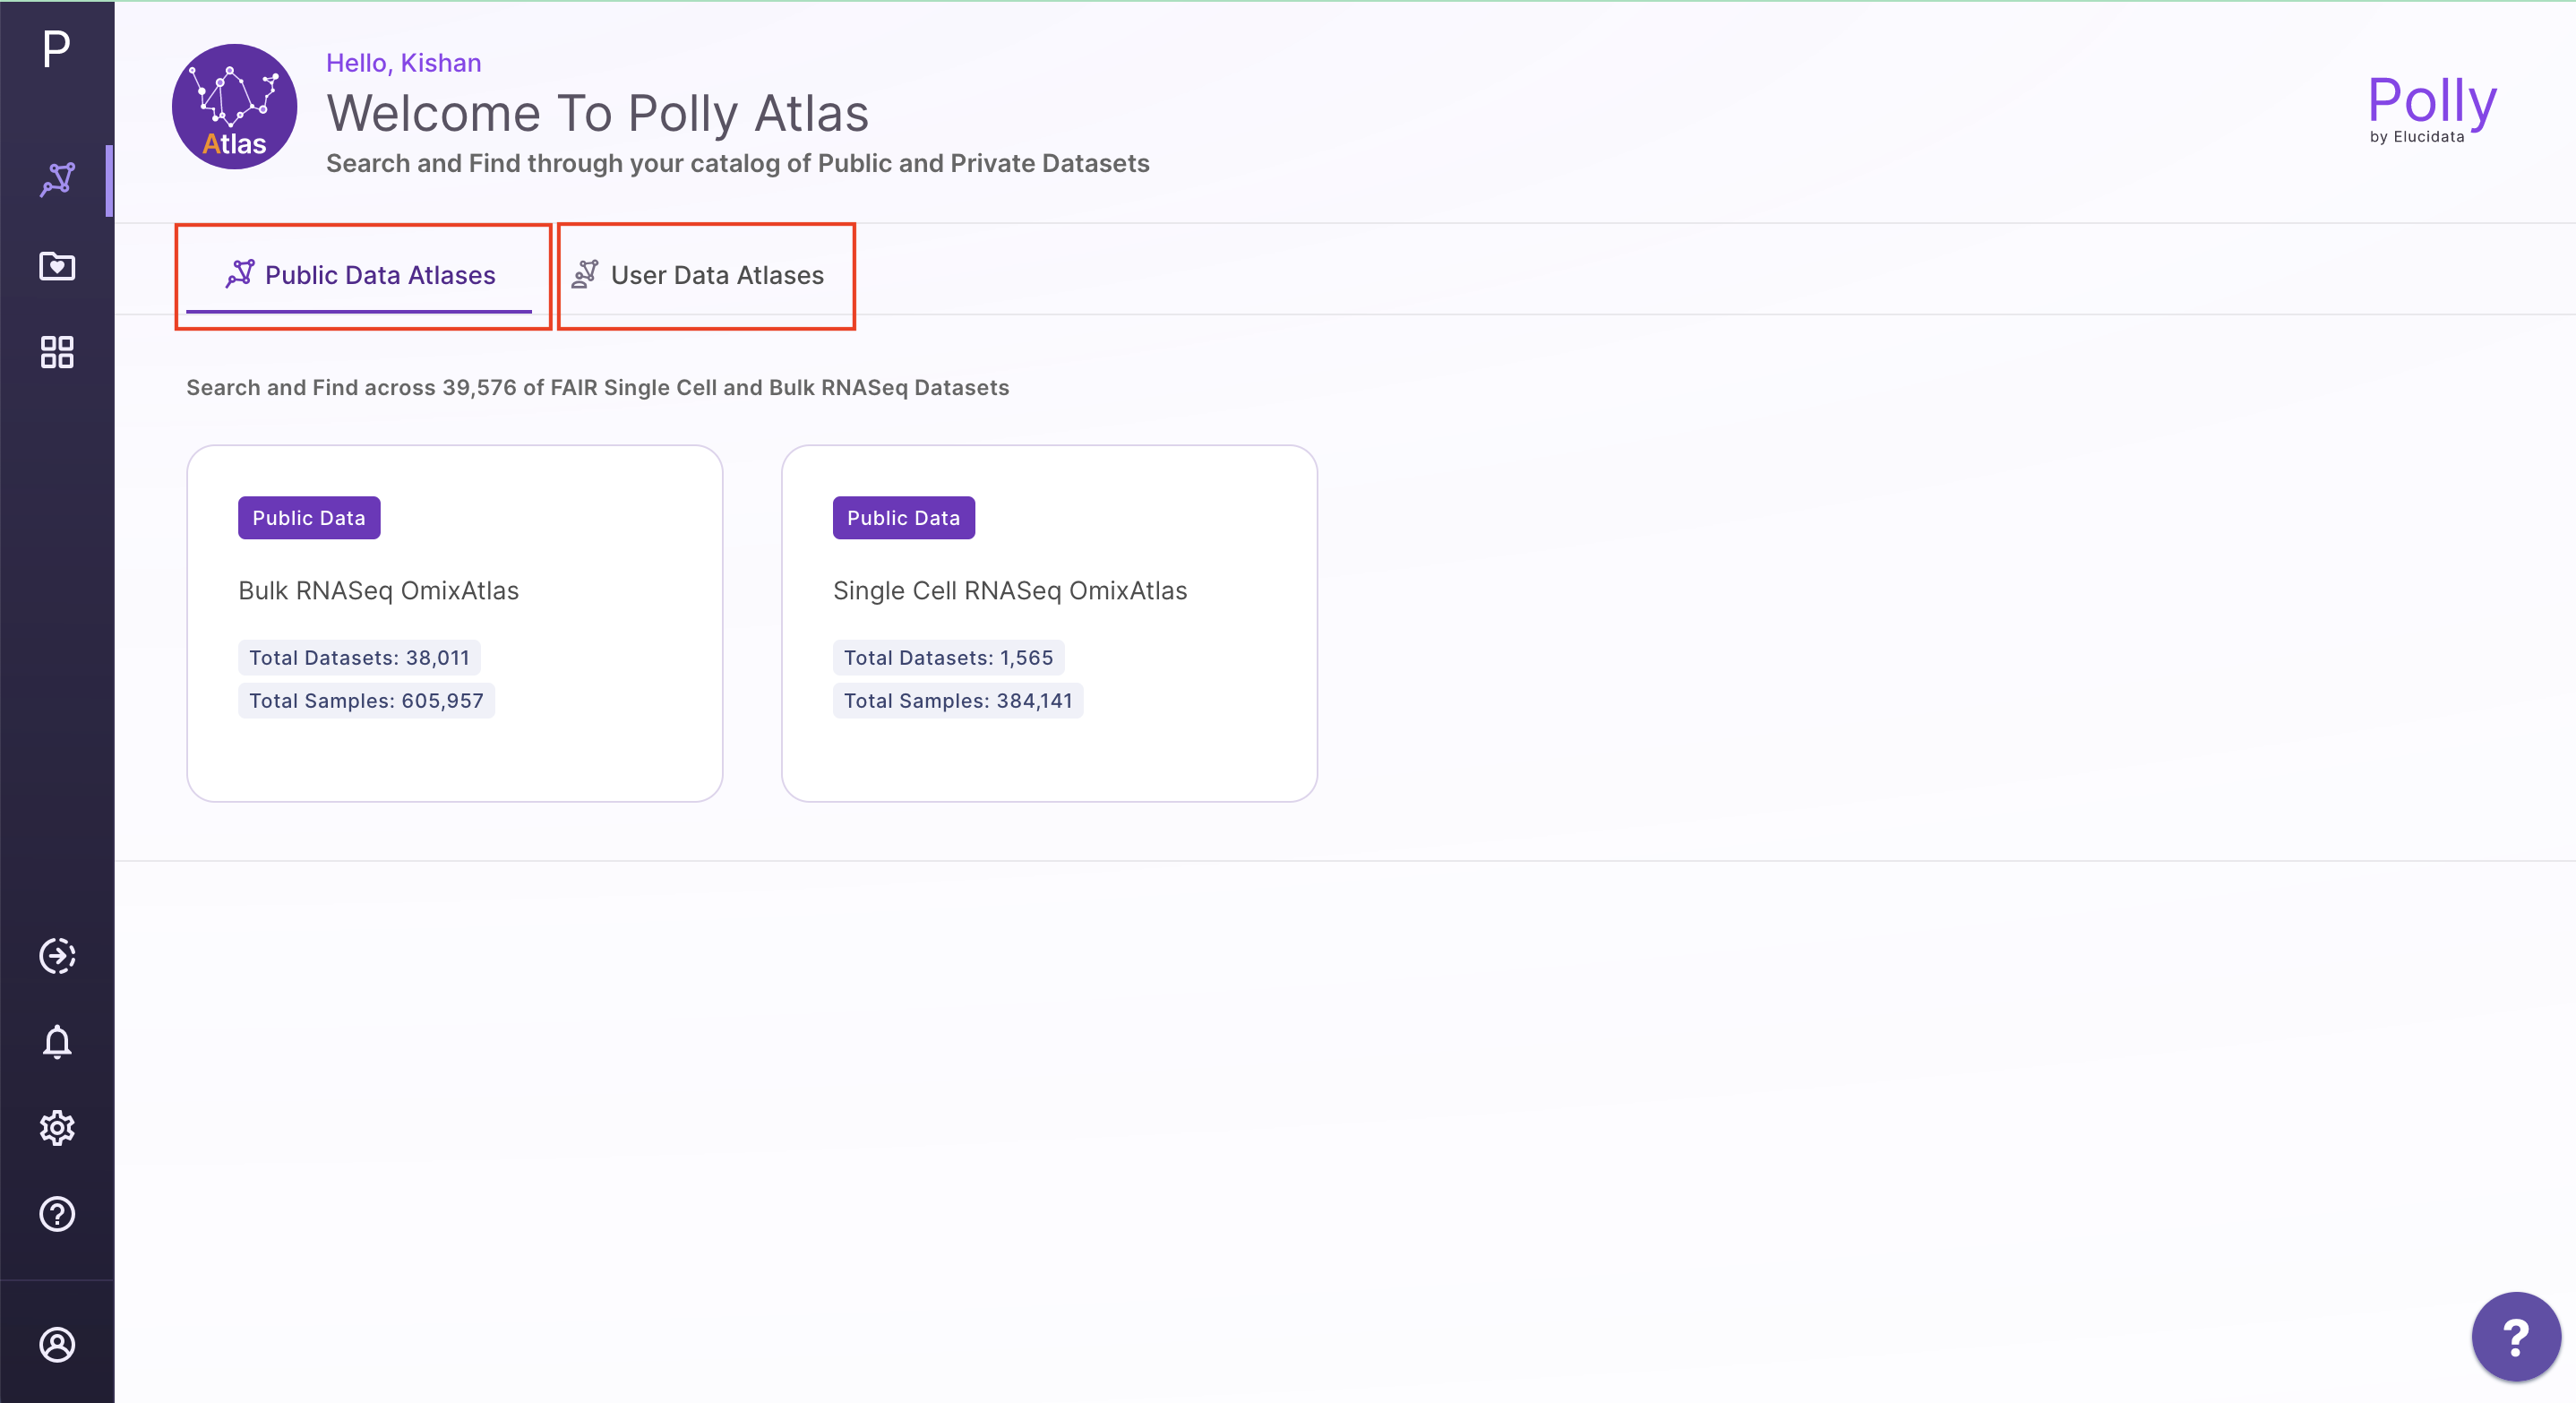 P
Hello, Kishan
Welcome To Polly Atlas
Search and Find through your catalog of Public and Private Datasets
Atlas
Polly
by Elucidata
Public Data Atlases
User Data Atlases
Search and Find across 39,576 of FAIR Single Cell and Bulk RNASeq Datasets
Public Data
Bulk RNASeq OmixAtlas
Total Datasets: 38,011
Total Samples: 605,957
Public Data
Single Cell RNASeq OmixAtlas
Total Datasets: 1,565
Total Samples: 384,141
?
?